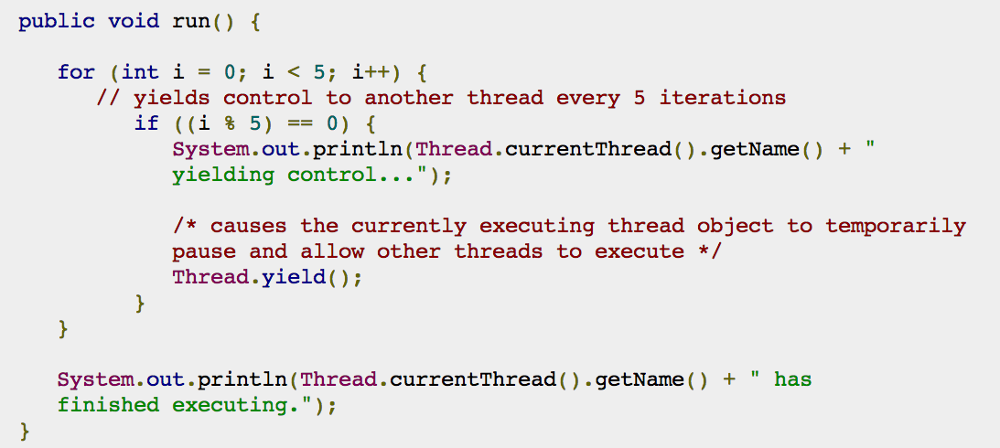 public void run() {
for (int i = 0; i < 5; i++) {
// yields control to another thread every 5 iterations
if ((i % 5) == 0) {
System.out.println(Thread.currentThread().getName() + "
yielding control...");
/* causes the currently executing thread object to temporarily
pause and allow other threads to execute */
Thread.yield();
}
}
System.out.println(Thread.currentThread().getName() + " has
finished executing.");
}